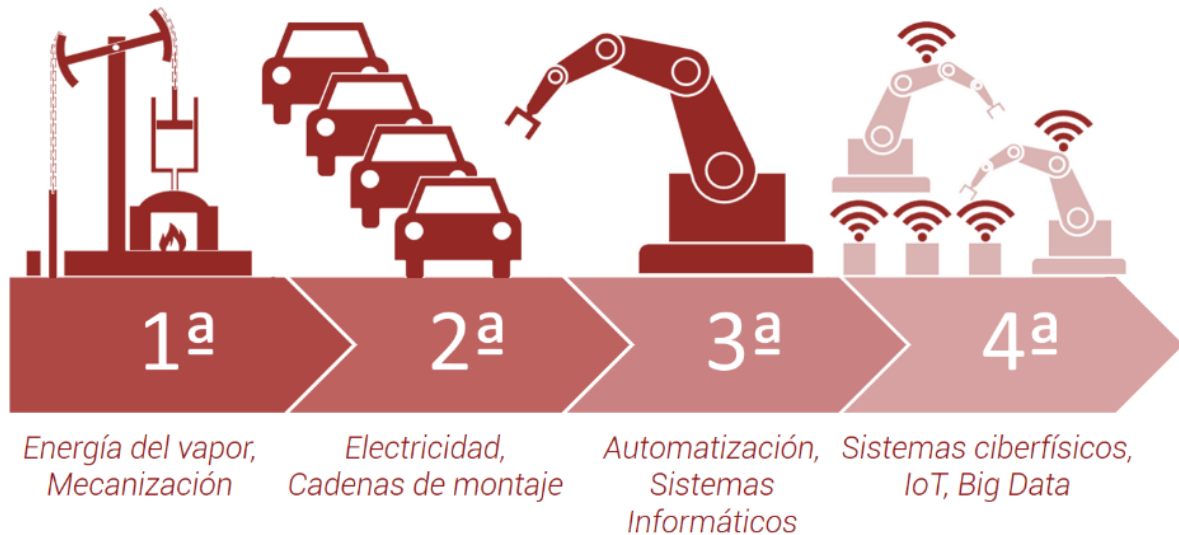 1ª
2ª
3ª
4ª
Energía del vapor,
Mecanización
Electricidad,
Cadenas de montaje
Automatización,
Sistemas
Informáticos
Sistemas ciberfísicos,
IoT, Big Data